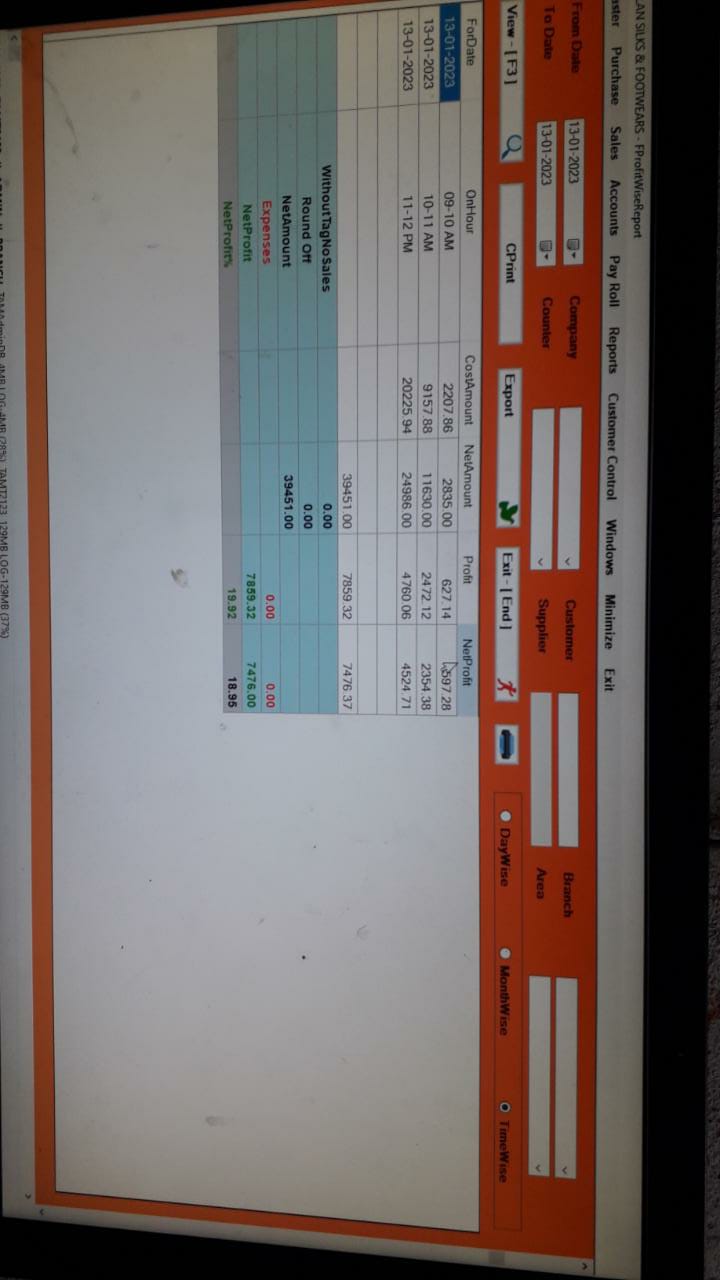 LAN SILKS & FOOTWEARS - FProfitWiseReport
aster Purchase Sales Accounts Pay Roll Reports Customer Control Windows Minimize Exit
From Date 13-01-2023 Company Customer Branch
To Date 13-01-2023 Counter Supplier Area
View - [ F3 ] CPrint Export Exit - [ End ] DayWise MonthWise TimeWise
ForDate OnHour CostAmount NetAmount Profit NetProfit
13-01-2023 09-10 AM 2207.86 2835.00 627.14 597.28
13-01-2023 10-11 AM 9157.88 11630.00 2472.12 2354.38
13-01-2023 11-12 PM 20225.94 24986.00 4760.06 4524.71
39451.00 7859.32 7476.37
WithoutTagNoSales 0.00
Round Off 0.00
NetAmount 39451.00
Expenses 0.00 0.00
NetProfit 7859.32 7476.00
NetProfit% 19.92 18.95
TAMAdminDB 4MB LOG-4MB (28%) TAMT2123 129MB LOG-129MB (37%)